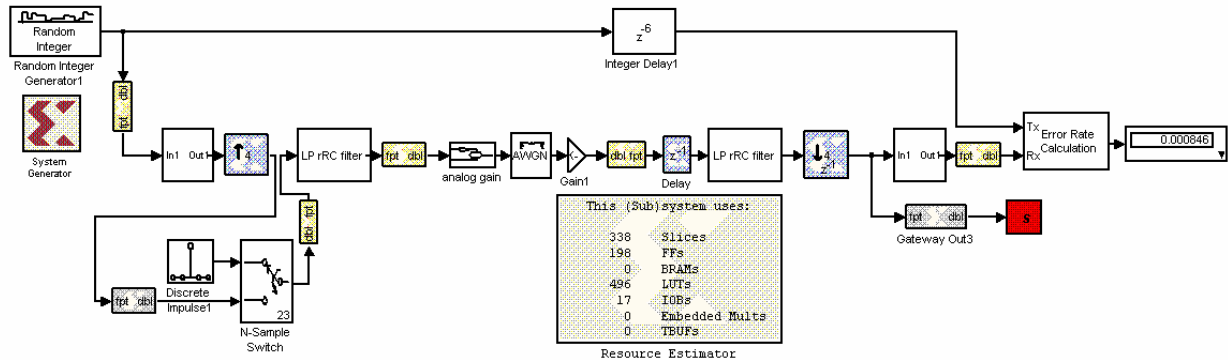 Random
Integer
Random Integer
Generator1
System
Generator
fpt dbl
z-6
Integer Delay1
In1 Out1
4
LP rRC filter
fpt dbl
analog gain
AWGN
K-
Gain1
dbl fpt
z-1
Delay
LP rRC filter
4
z-1
In1 Out1
fpt dbl
Tx
Rx
Error Rate
Calculation
0.000846
fpt dbl
Gateway Out3
s
dbl fpt
fpt dbl
Discrete
Impulse1
23
N-Sample
Switch
This (Sub)system uses:
338 Slices
198 FFs
0 BRAMs
496 LUTs
17 IOBs
0 Embedded Mults
0 TBUFs
Resource Estimator